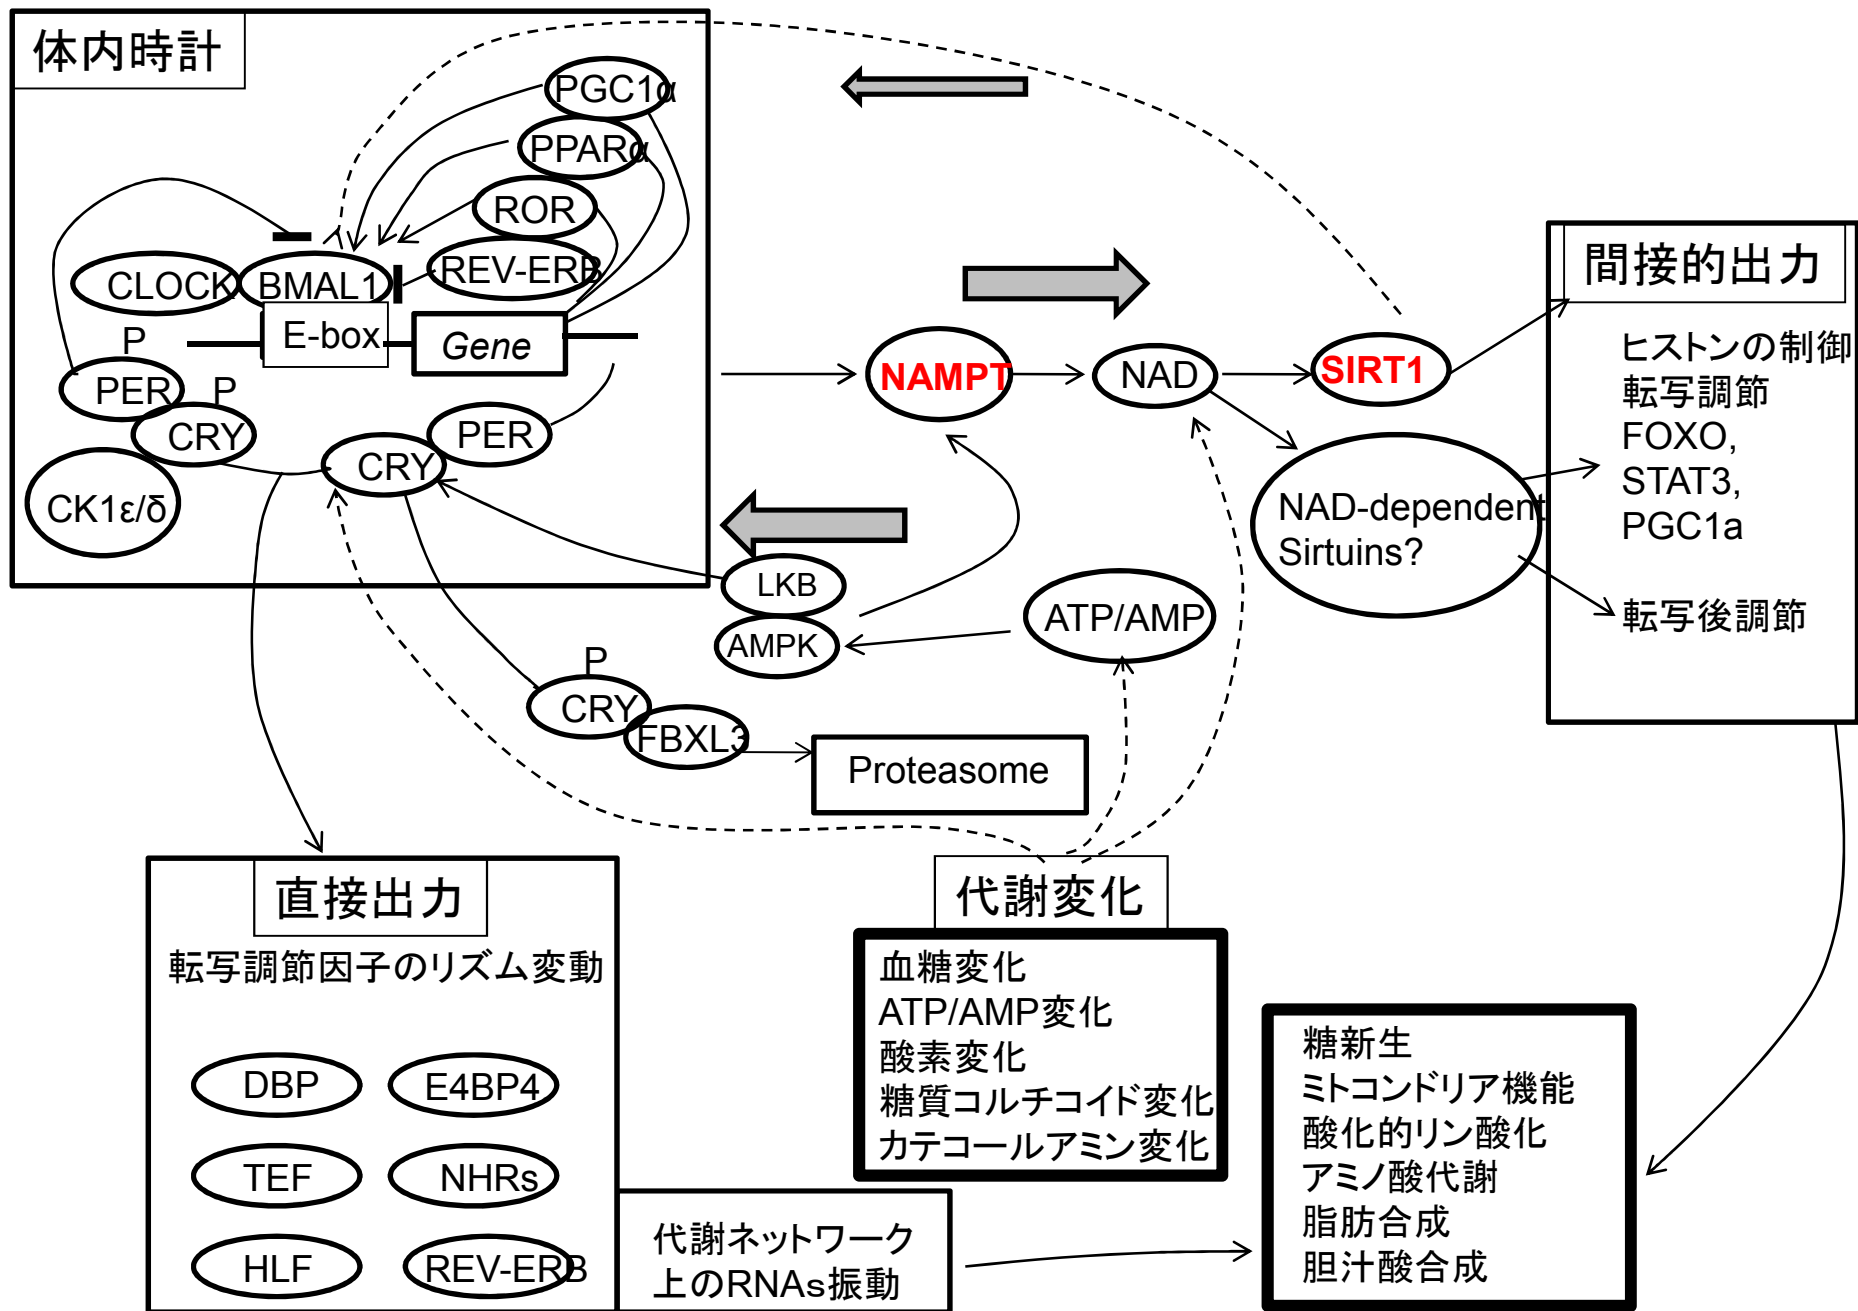 体内時計
PGC1α
PPARα
ROR
REV-ERB
CLOCK
BMAL1
E-box
Gene
P
PER
P
CRY
CK1ε/δ
CRY
PER
NAMPT
NAD
SIRT1
NAD-dependent
Sirtuins?
LKB
AMPK
ATP/AMP
P
CRY
FBXL3
Proteasome
間接的出力
ヒストンの制御
転写調節
FOXO,
STAT3,
PGC1a
転写後調節
直接出力
転写調節因子のリズム変動
DBP
E4BP4
TEF
NHRs
HLF
REV-ERB
代謝ネットワーク
上のRNAs振動
代謝変化
血糖変化
ATP/AMP変化
酸素変化
糖質コルチコイド変化
カテコールアミン変化
糖新生
ミトコンドリア機能
酸化的リン酸化
アミノ酸代謝
脂肪合成
胆汁酸合成